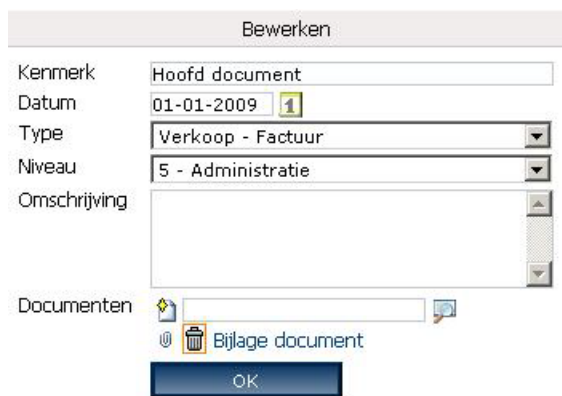 Bewerken
Kenmerk Hoofd document
Datum 01-01-2009 1
Type Verkoop - Factuur
Niveau 5 - Administratie
Omschrijving
Documenten
Bijlage document
OK